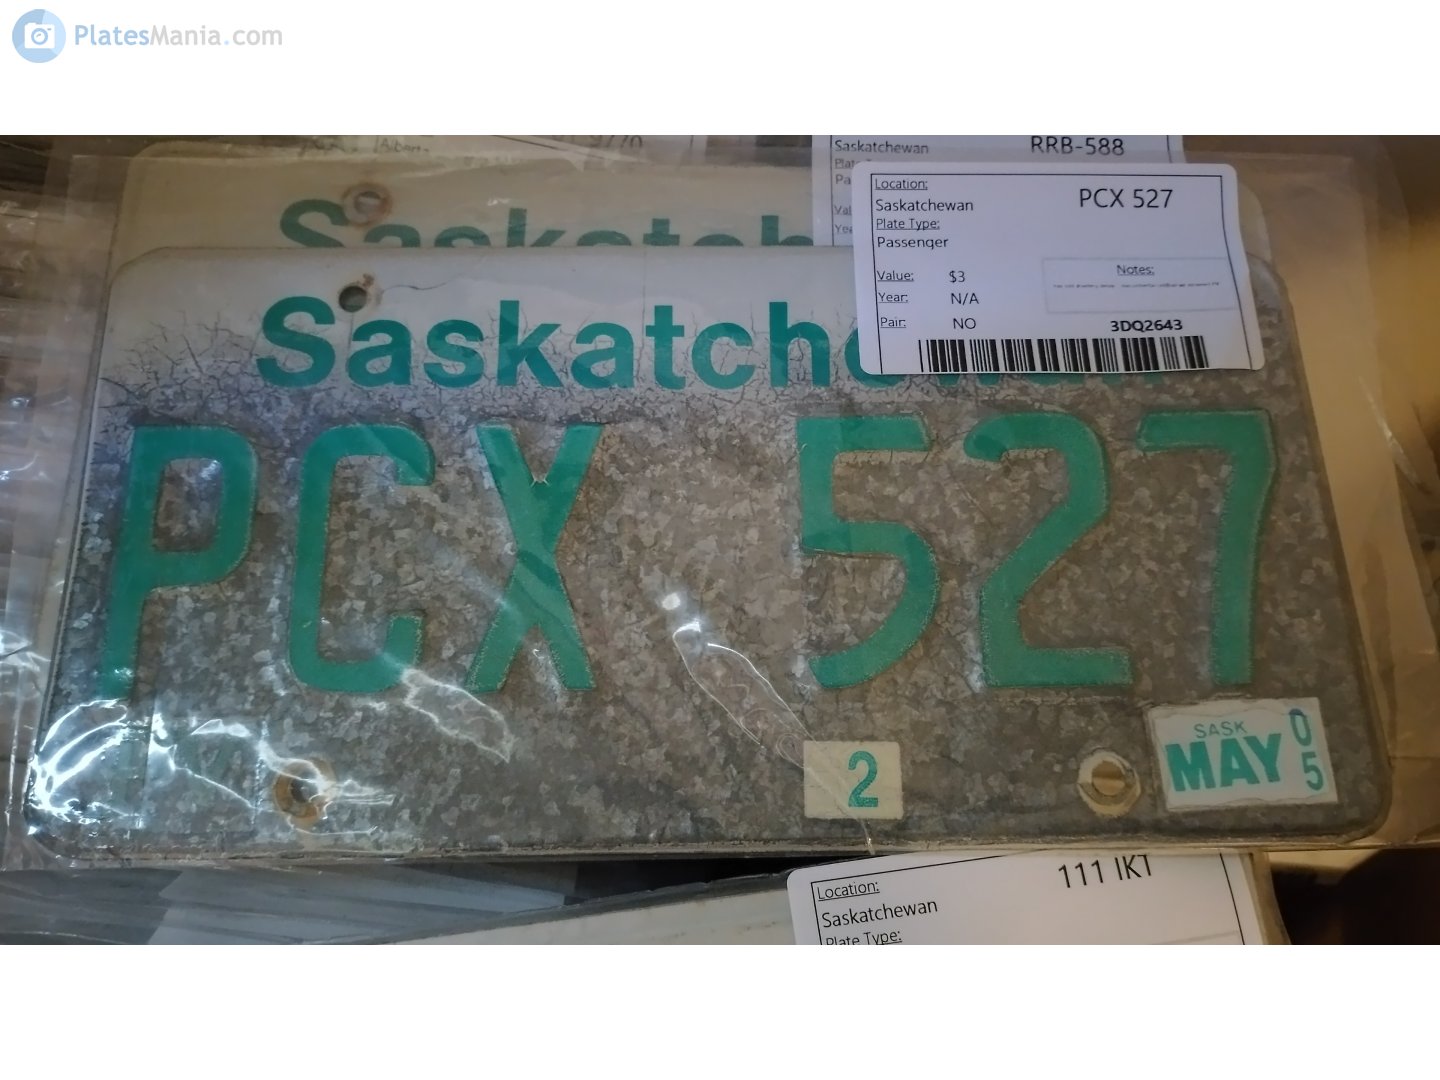 PlatesMania.com
Saskatchewan
RRB-588
Location:
Saskatchewan
Plate Type:
Passenger
PCX 527
Value: $3
Year: N/A
Pair: NO
Notes:
3DQ2643
Saskatchewan
PCX 527
2
SASK
MAY 05
Location:
Saskatchewan
Plate Type:
111 IKT